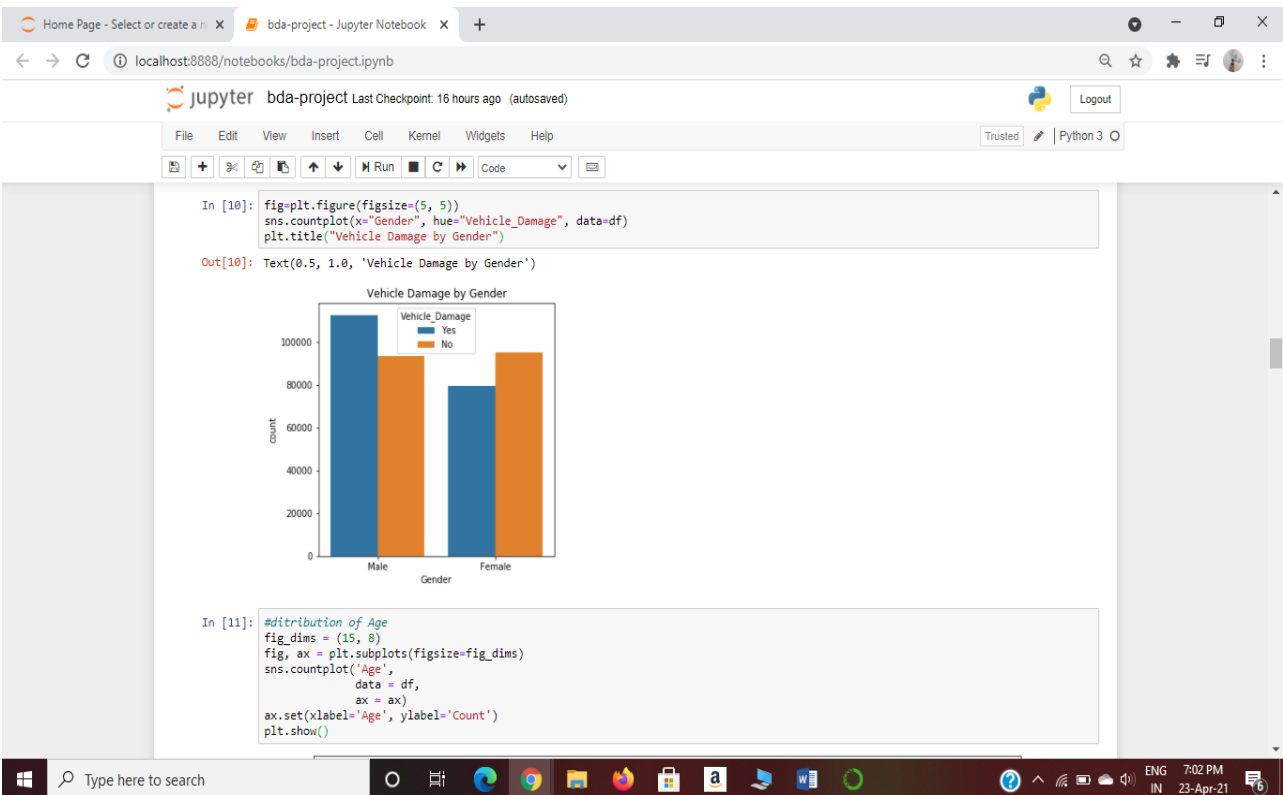 Home Page - Select or create a n
bda-project - Jupyter Notebook
localhost:8888/notebooks/bda-project.ipynb
jupyter bda-project Last Checkpoint: 16 hours ago (autosaved)
Logout
File Edit View Insert Cell Kernel Widgets Help
Trusted Python 3
Run Code
In [10]: fig=plt.figure(figsize=(5, 5))
sns.countplot(x="Gender", hue="Vehicle_Damage", data=df)
plt.title("Vehicle Damage by Gender")
Out[10]: Text(0.5, 1.0, 'Vehicle Damage by Gender')
Vehicle Damage by Gender
Vehicle_Damage
Yes
No
100000
80000
60000
40000
20000
0
count
Male Female
Gender
In [11]: #ditribution of Age
fig_dims = (15, 8)
fig, ax = plt.subplots(figsize=fig_dims)
sns.countplot('Age',
data = df,
ax = ax)
ax.set(xlabel='Age', ylabel='Count')
plt.show()
Type here to search
ENG 7:02 PM
IN 23-Apr-21
6